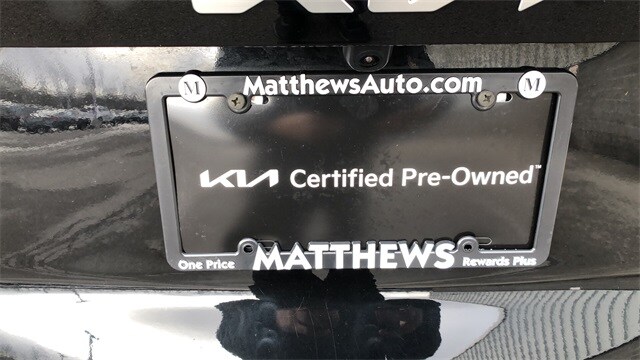 M MatthewsAuto.com M
KIA Certified Pre-Owned™
One Price MATTHEWS Rewards Plus